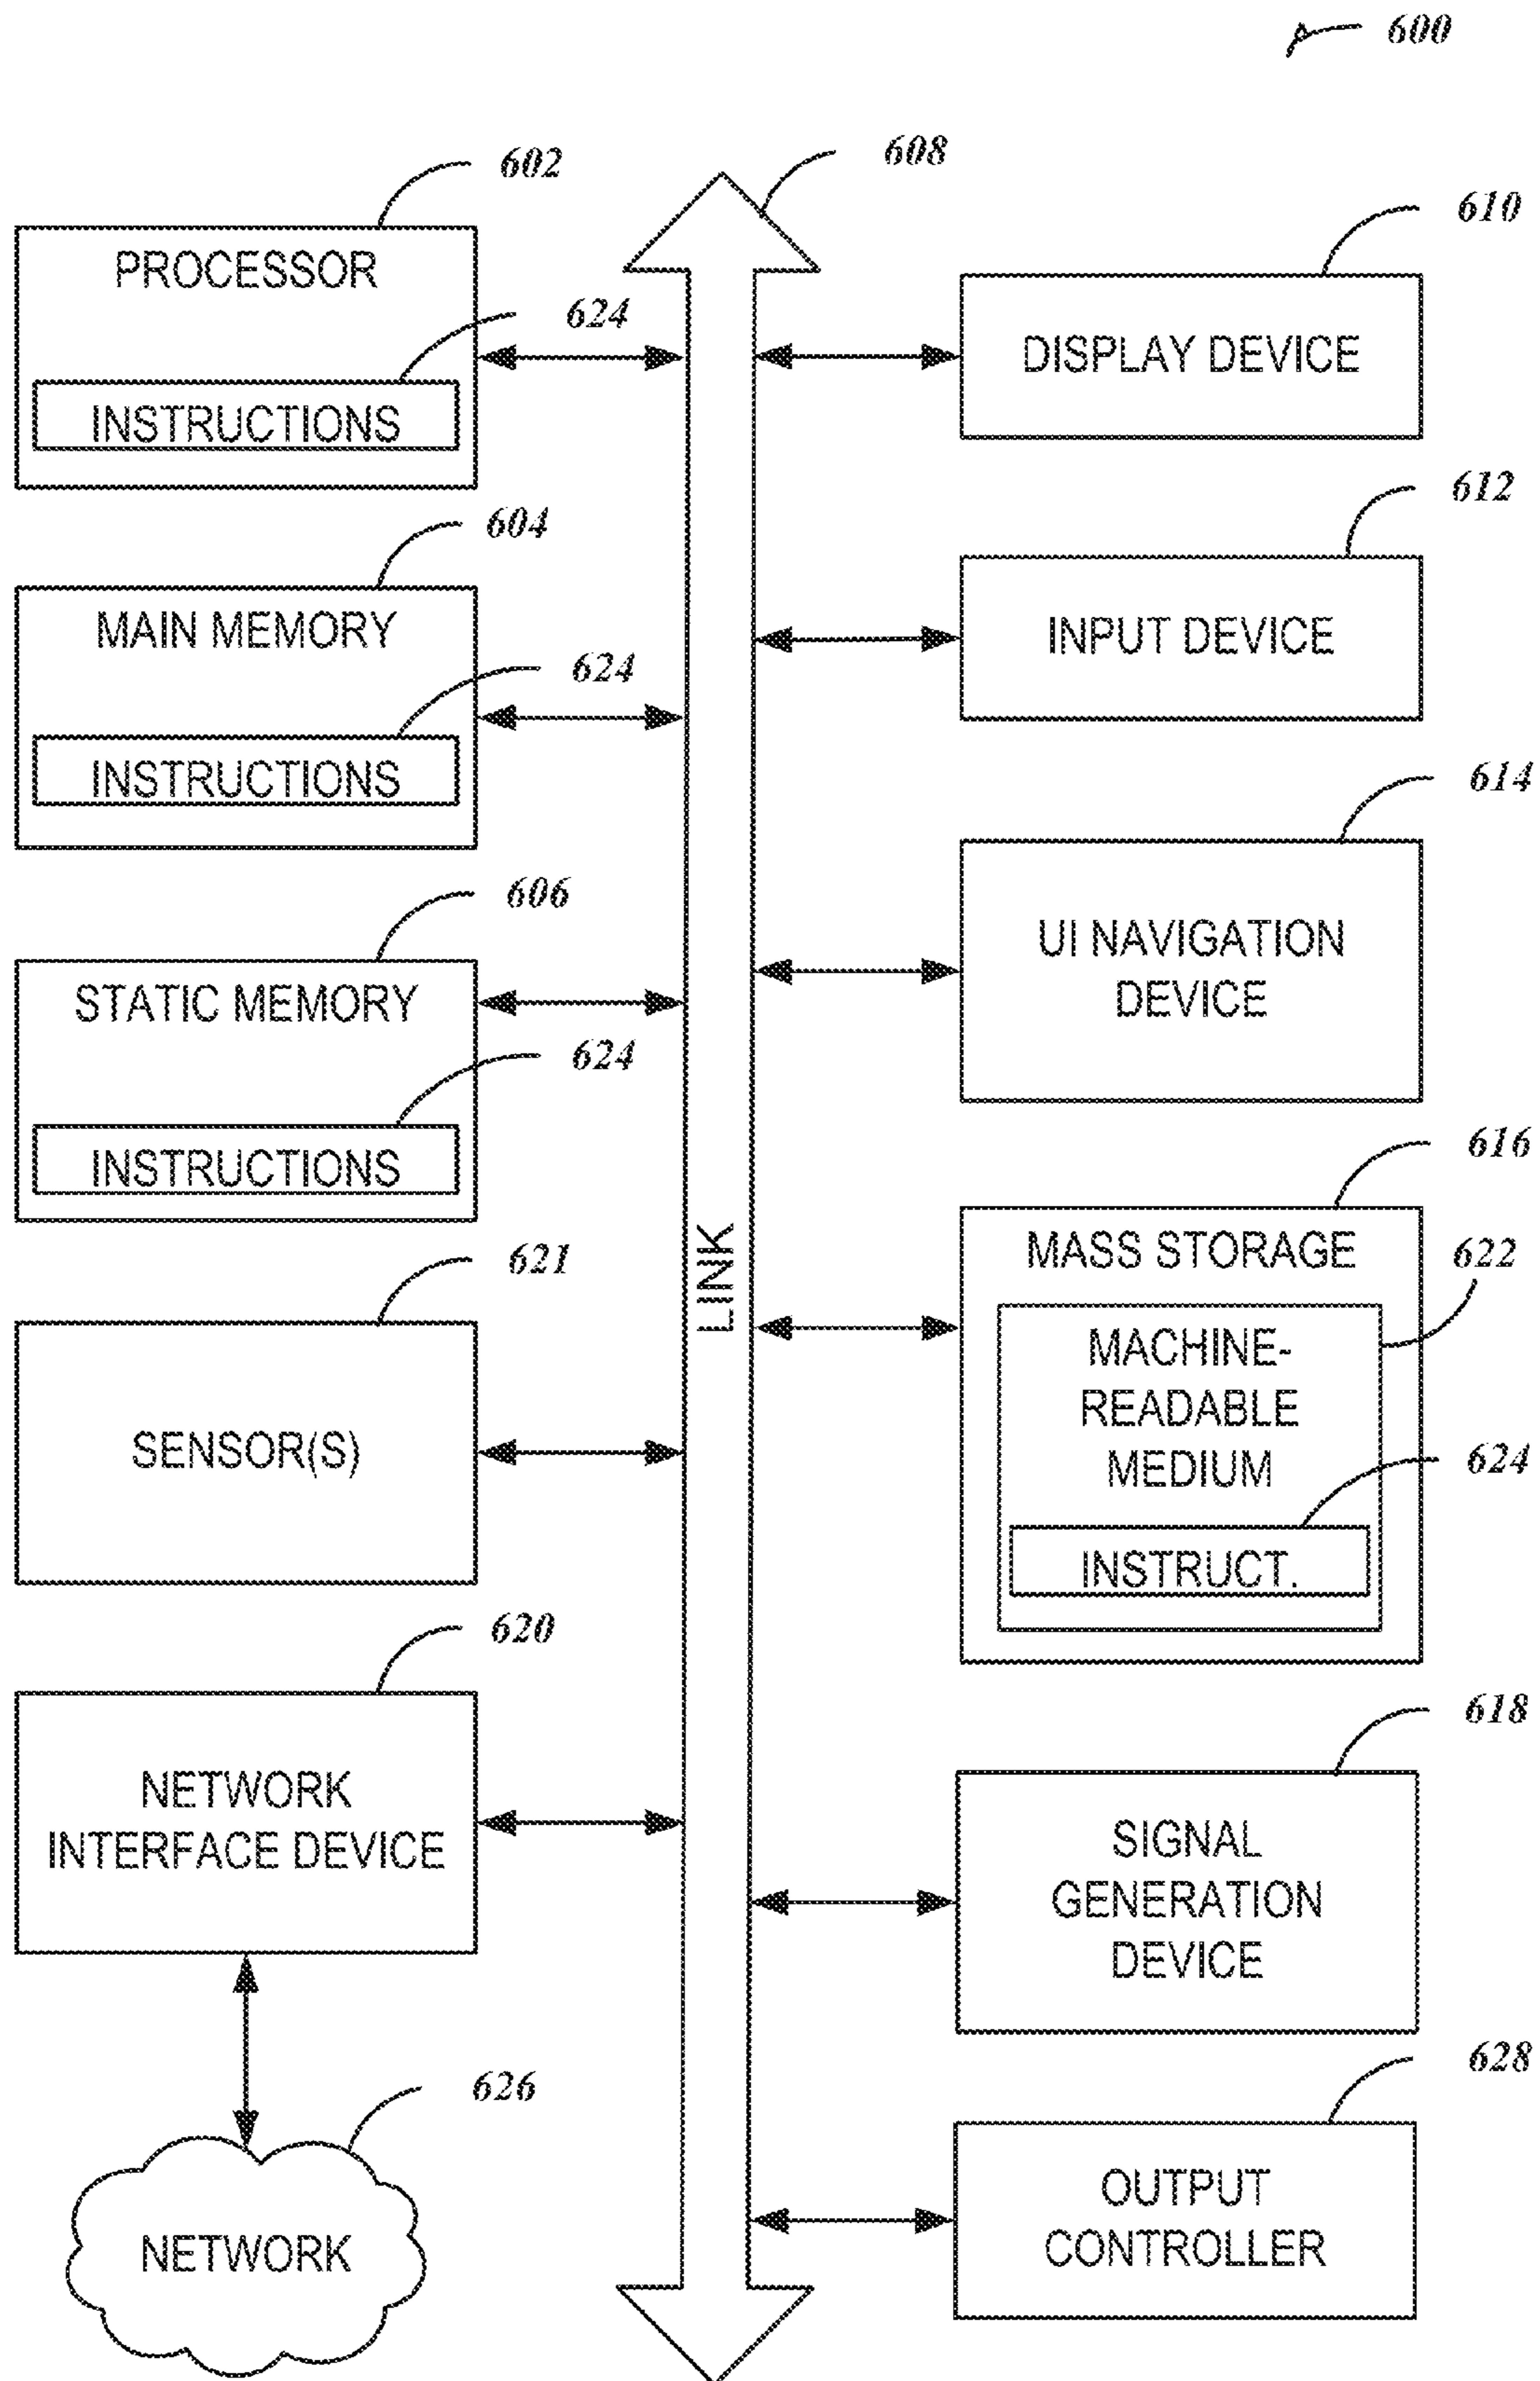 600
602
PROCESSOR
624
INSTRUCTIONS
604
MAIN MEMORY
624
INSTRUCTIONS
606
STATIC MEMORY
624
INSTRUCTIONS
621
SENSOR(S)
620
NETWORK
INTERFACE DEVICE
626
NETWORK
608
LINK
610
DISPLAY DEVICE
612
INPUT DEVICE
614
UI NAVIGATION
DEVICE
616
MASS STORAGE
622
MACHINE-
READABLE
MEDIUM
624
INSTRUCT.
618
SIGNAL
GENERATION
DEVICE
628
OUTPUT
CONTROLLER